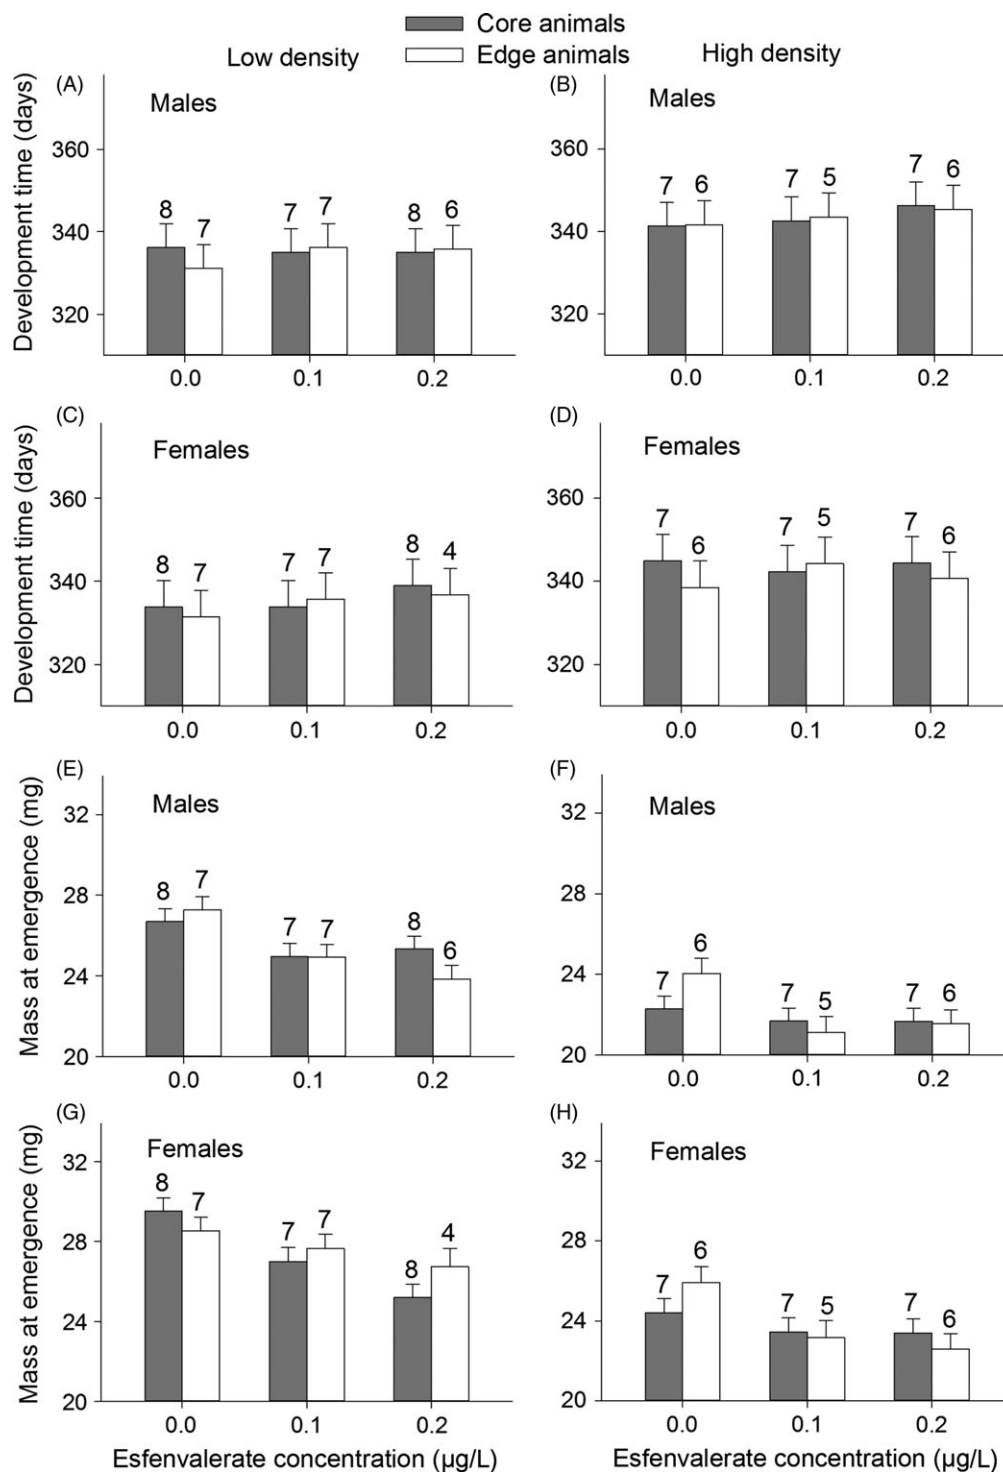 Core animals
Low density
Edge animals
High density
(A)
Males
Development time (days)
360
340
320
8 7 7 7 8 6
0.0 0.1 0.2
(B)
Males
360
340
320
7 6 7 5 7 6
0.0 0.1 0.2
(C)
Females
Development time (days)
360
340
320
8 7 7 7 8 4
0.0 0.1 0.2
(D)
Females
360
340
320
7 6 7 5 7 6
0.0 0.1 0.2
(E)
Males
Mass at emergence (mg)
32
28
24
20
8 7 7 7 8 6
0.0 0.1 0.2
(F)
Males
32
28
24
20
7 6 7 5 7 6
0.0 0.1 0.2
(G)
Females
Mass at emergence (mg)
32
28
24
20
8 7 7 7 8 4
0.0 0.1 0.2
Esfenvalerate concentration (µg/L)
(H)
Females
32
28
24
20
7 6 7 5 7 6
0.0 0.1 0.2
Esfenvalerate concentration (µg/L)